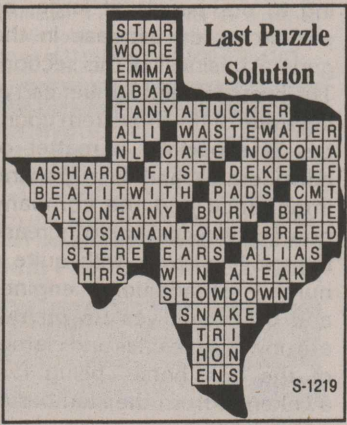 Last Puzzle
Solution
STAR
WORE
EMMA
ABAD
TANYATUCKER
ALI WASTEWATER
NL CAFE NOCONA
ASHARD FIST DEKE EF
BEATITWITH PADS CMT
ALONEANY BURY BRIE
TOSANANTONE BREED
STERE EARS ALIAS
HRS WIN ALEAK
SLOWDOWN
SNAKE
TRI
HON
ENS
S-1219